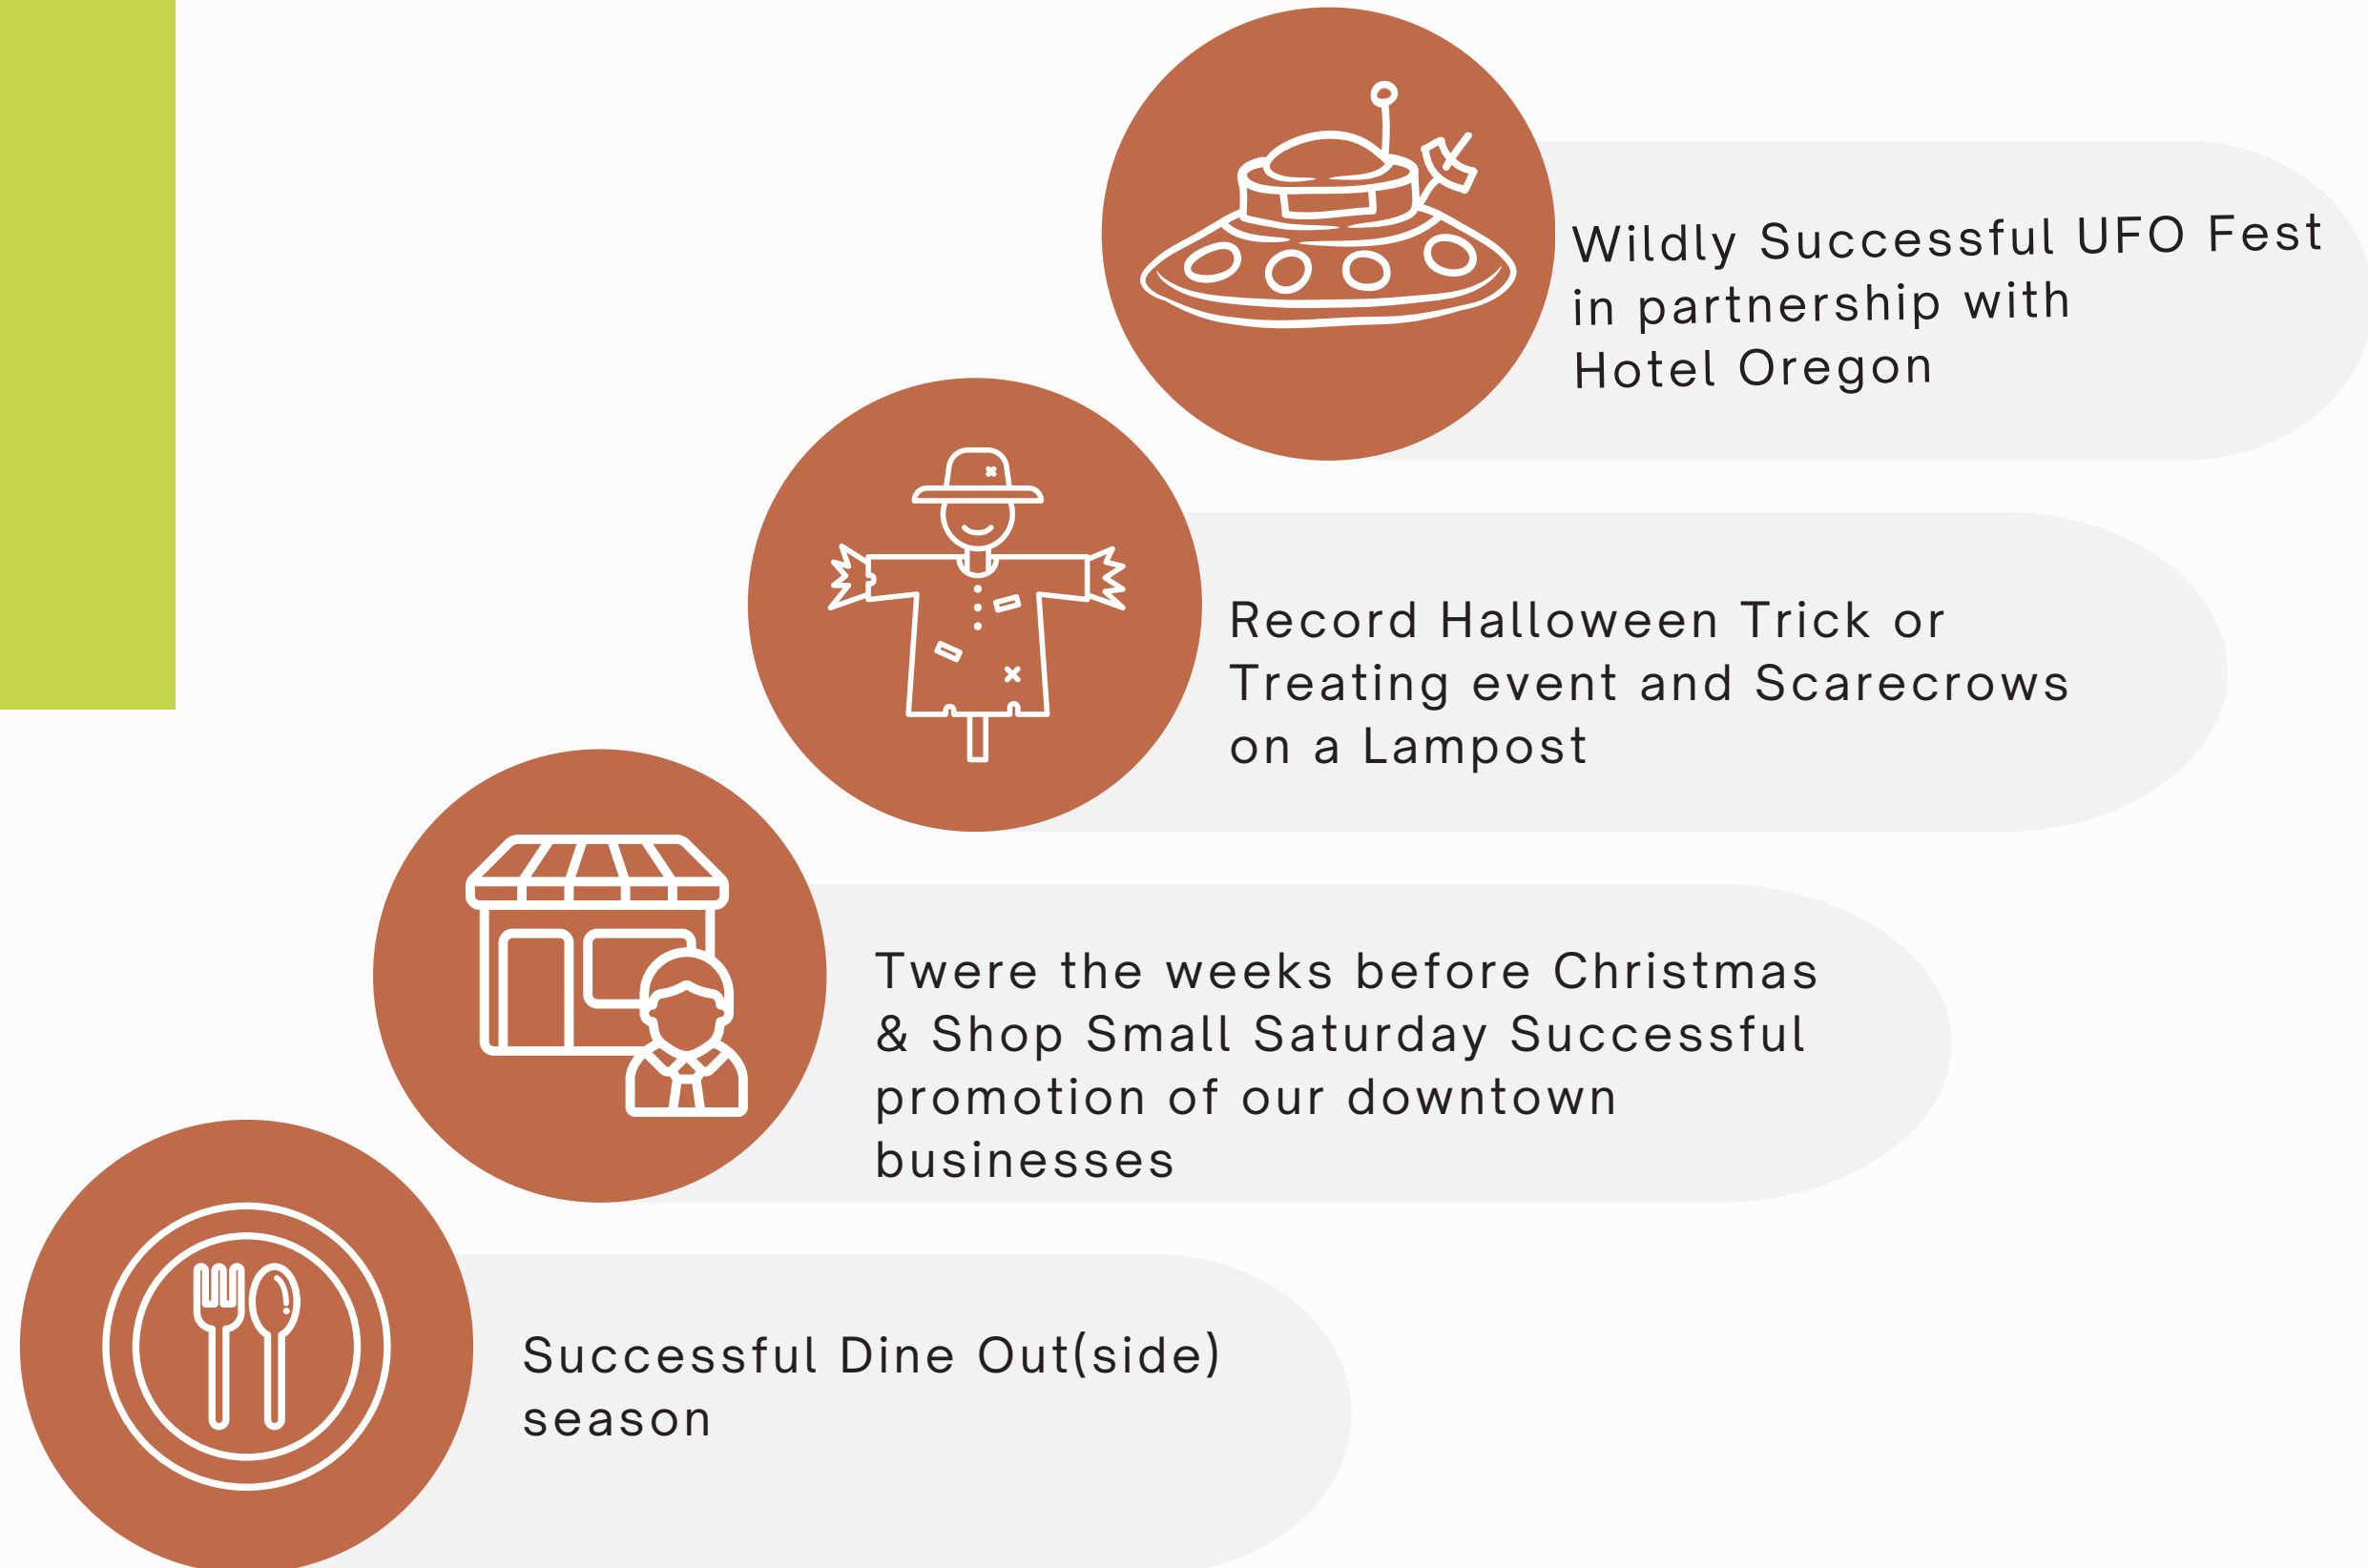 Wildly Successful UFO Fest
in partnership with
Hotel Oregon
Record Halloween Trick or
Treating event and Scarecrows
on a Lampost
Twere the weeks before Christmas
& Shop Small Saturday Successful
promotion of our downtown
businesses
Successful Dine Out(side)
season